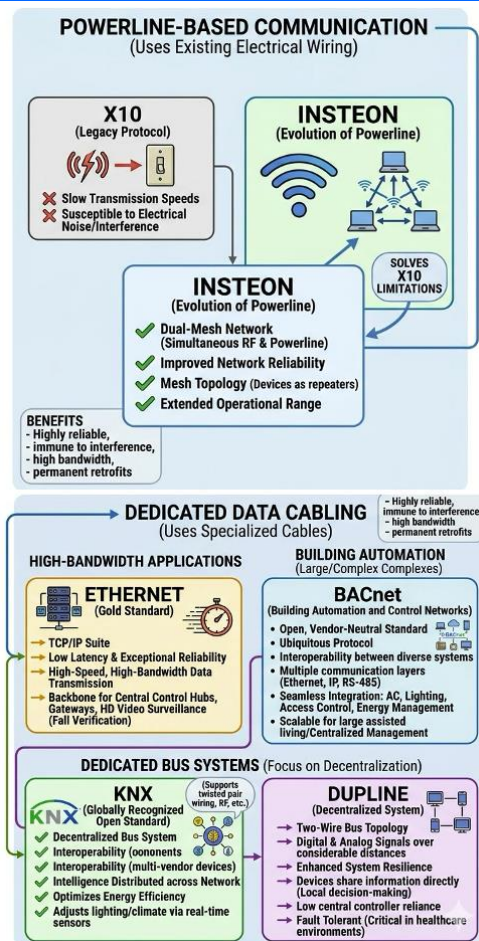 POWERLINE-BASED COMMUNICATION
(Uses Existing Electrical Wiring)
X10
(Legacy Protocol)
Slow Transmission Speeds
Susceptible to Electrical
Noise/Interference
INSTEON
(Evolution of Powerline)
SOLVES
X10
LIMITATIONS
INSTEON
(Evolution of Powerline)
Dual-Mesh Network
(Simultaneous RF & Powerline)
Improved Network Reliability
Mesh Topology (Devices as repeaters)
Extended Operational Range
BENEFITS
- Highly reliable,
- immune to interference,
- high bandwidth,
- permanent retrofits
DEDICATED DATA CABLING
(Uses Specialized Cables)
- Highly reliable,
immune to interference
- high bandwidth
- permanent retrofits
HIGH-BANDWIDTH APPLICATIONS
ETHERNET
(Gold Standard)
TCP/IP Suite
Low Latency & Exceptional Reliability
High-Speed, High-Bandwidth Data
Transmission
Backbone for Central Control Hubs,
Gateways, HD Video Surveillance
(Fall Verification)
BUILDING AUTOMATION
(Large/Complex Complexes)
BACnet
(Building Automation and Control Networks)
• Open, Vendor-Neutral Standard
• Ubiquitous Protocol
• Interoperability between diverse systems
• Multiple communication layers
(Ethernet, IP, RS-485)
• Seamless Integration: AC, Lighting,
Access Control, Energy Management
• Scalable for large assisted
living/Centralized Management
DEDICATED BUS SYSTEMS (Focus on Decentralization)
KNX
KNX
(Globally Recognized
Open Standard)
(Supports
twisted pair
wiring, RF, etc.)
Decentralized Bus System
Interoperability (oononents
Interoperability (multi-vendor devices)
Intelligence Distributed across Network
Optimizes Energy Efficiency
Adjusts lighting/climate via real-time
sensors
DUPLINE
(Decentralized System)
Two-Wire Bus Topology
Digital & Analog Signals over
considerable distances
Enhanced System Resilience
Devices share information directly
(Local decision-making)
Low central controller reliance
Fault Tolerant (Critical in healthcare
environments)